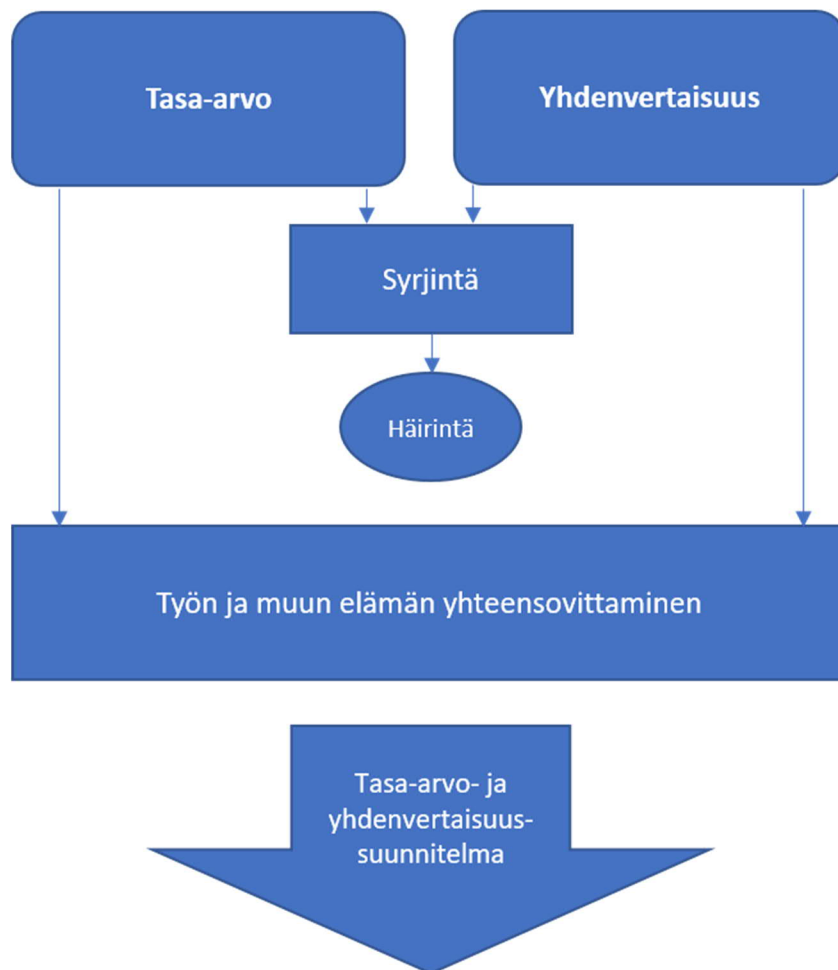 Tasa-arvo
Yhdenvertaisuus
Syrjintä
Häirintä
Työn ja muun elämän yhteensovittaminen
Tasa-arvo- ja
yhdenvertaisuus-
suunnitelma